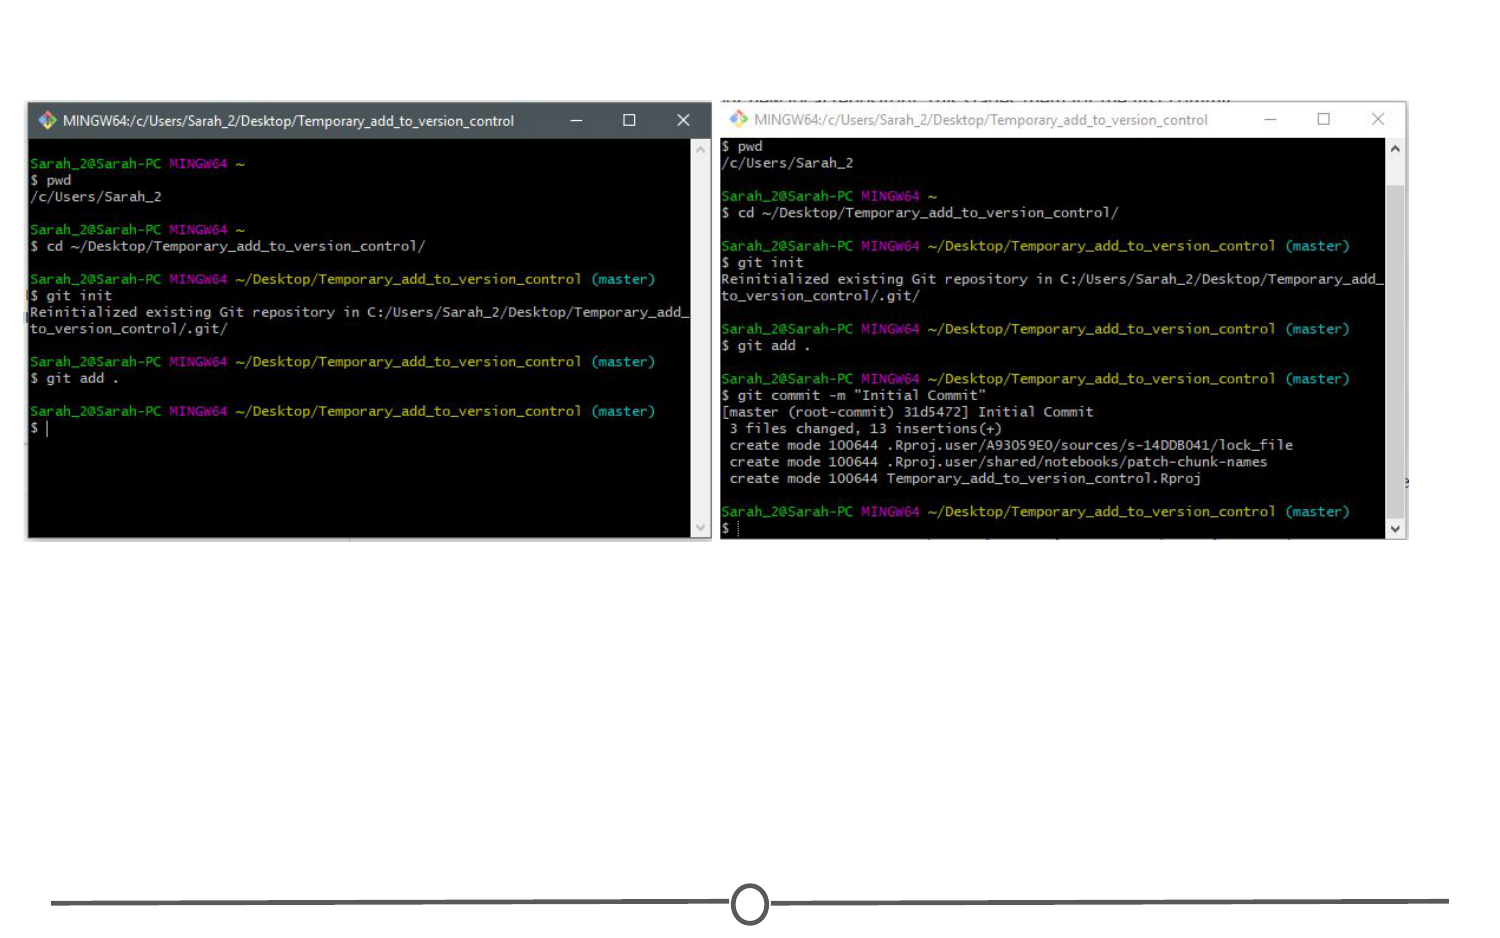 MINGW64:/c/Users/Sarah_2/Desktop/Temporary_add_to_version_control
Sarah_2@Sarah-PC MINGW64 ~
$ pwd
/c/Users/Sarah_2
Sarah_2@Sarah-PC MINGW64 ~
$ cd ~/Desktop/Temporary_add_to_version_control/
Sarah_2@Sarah-PC MINGW64 ~/Desktop/Temporary_add_to_version_control (master)
$ git init
Reinitialized existing Git repository in C:/Users/Sarah_2/Desktop/Temporary_add_
to_version_control/.git/
Sarah_2@Sarah-PC MINGW64 ~/Desktop/Temporary_add_to_version_control (master)
$ git add .
Sarah_2@Sarah-PC MINGW64 ~/Desktop/Temporary_add_to_version_control (master)
$
MINGW64:/c/Users/Sarah_2/Desktop/Temporary_add_to_version_control
$ pwd
/c/Users/Sarah_2
Sarah_2@Sarah-PC MINGW64 ~
$ cd ~/Desktop/Temporary_add_to_version_control/
Sarah_2@Sarah-PC MINGW64 ~/Desktop/Temporary_add_to_version_control (master)
$ git init
Reinitialized existing Git repository in C:/Users/Sarah_2/Desktop/Temporary_add_
to_version_control/.git/
Sarah_2@Sarah-PC MINGW64 ~/Desktop/Temporary_add_to_version_control (master)
$ git add .
Sarah_2@Sarah-PC MINGW64 ~/Desktop/Temporary_add_to_version_control (master)
$ git commit -m "Initial Commit"
[master (root-commit) 31d5472] Initial Commit
3 files changed, 13 insertions(+)
create mode 100644 .Rproj.user/A93059E0/sources/s-14DDB041/lock_file
create mode 100644 .Rproj.user/shared/notebooks/patch-chunk-names
create mode 100644 Temporary_add_to_version_control.Rproj
Sarah_2@Sarah-PC MINGW64 ~/Desktop/Temporary_add_to_version_control (master)
$